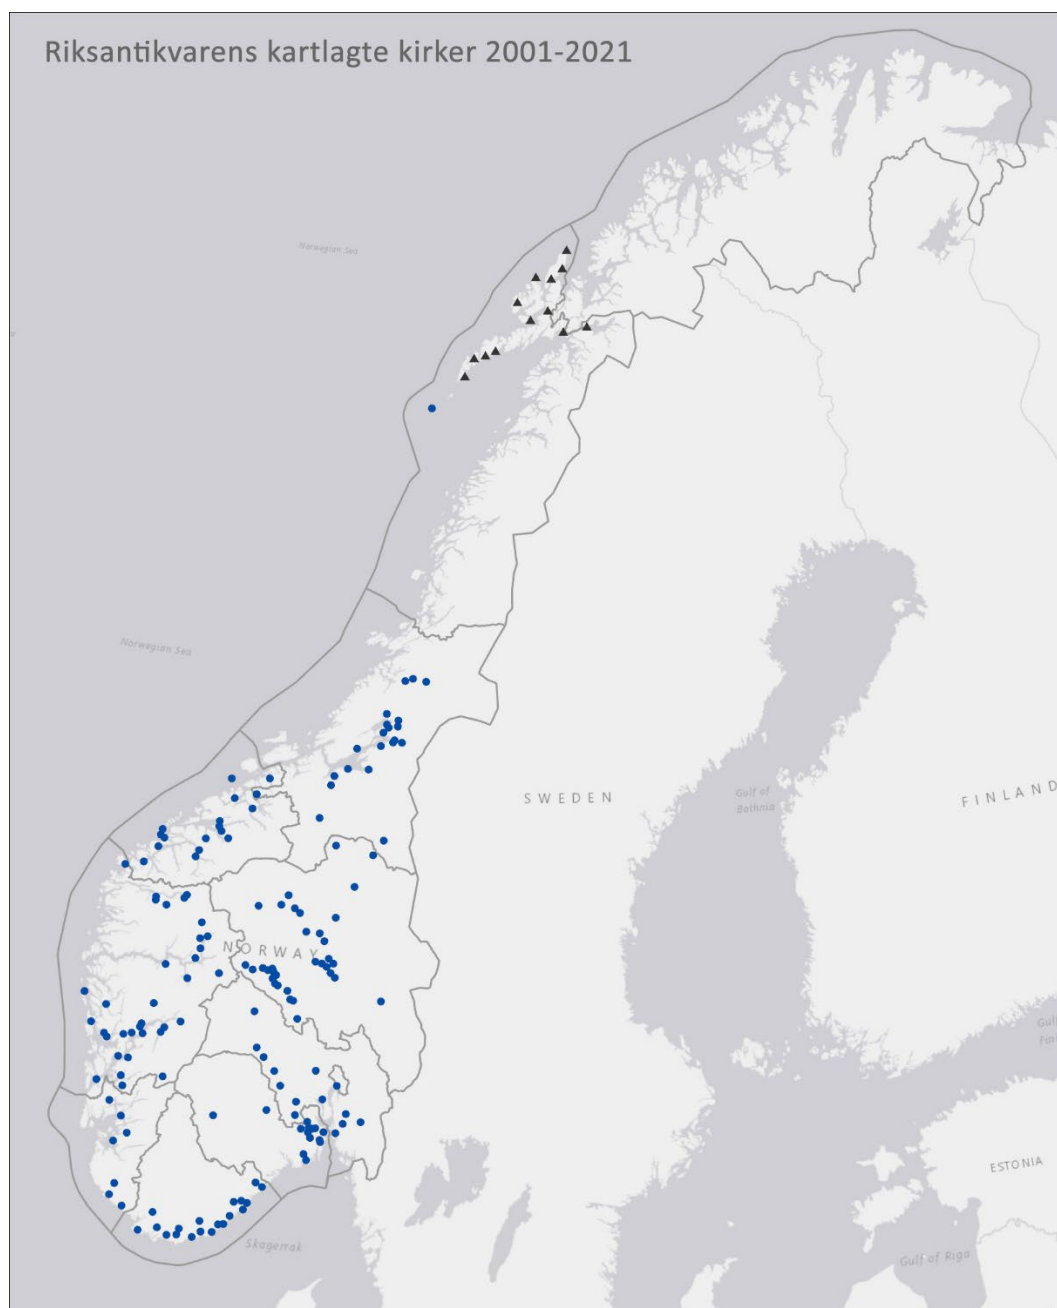 Riksantikvarens kartlagte kirker 2001-2021
Norwegian Sea
Norwegian Sea
SWEDEN
Gulf of
Bothnia
FINLAND
NORWAY
ESTONIA
Skagerrak
Gulf of Riga